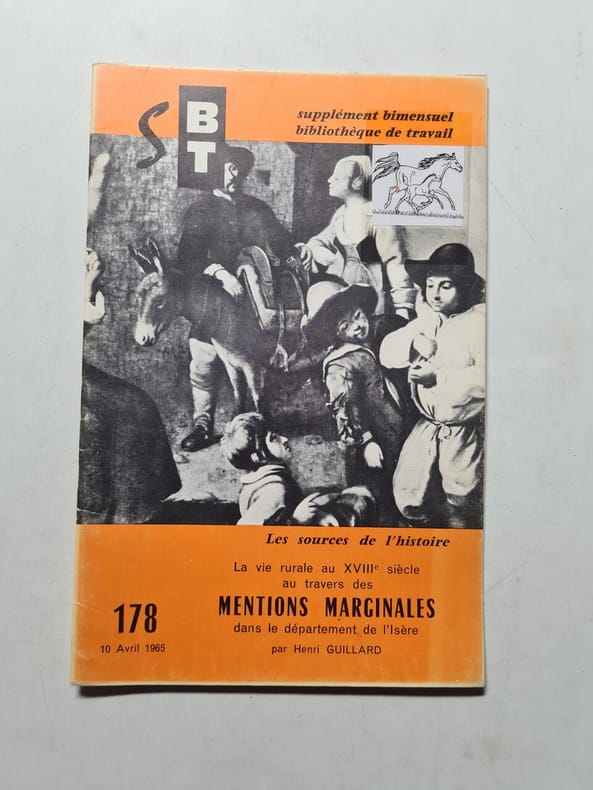 S BT
supplément bimensuel
bibliothèque de travail
Les sources de l'histoire
La vie rurale au XVIIIᵉ siècle
au travers des
MENTIONS MARGINALES
dans le département de l'Isère
par Henri GUILLARD
178
10 Avril 1965